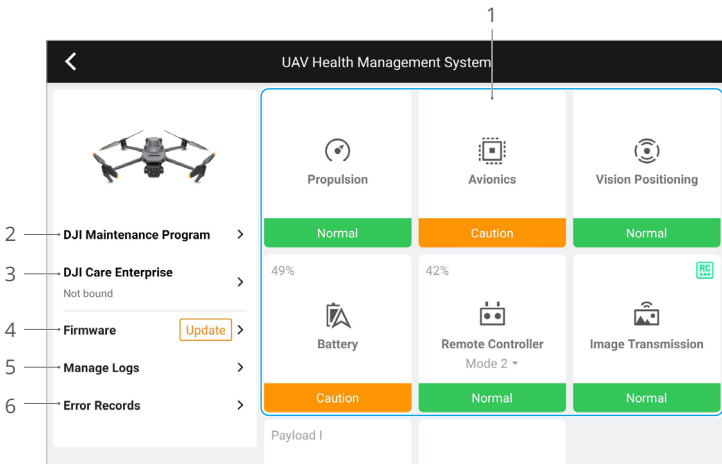 1
UAV Health Management System
Propulsion
Normal
Avionics
Caution
Vision Positioning
Normal
2
DJI Maintenance Program
3
DJI Care Enterprise
Not bound
4
Firmware
Update
5
Manage Logs
6
Error Records
49%
Battery
Caution
42%
Remote Controller
Mode 2
Normal
RC
Image Transmission
Normal
Payload I